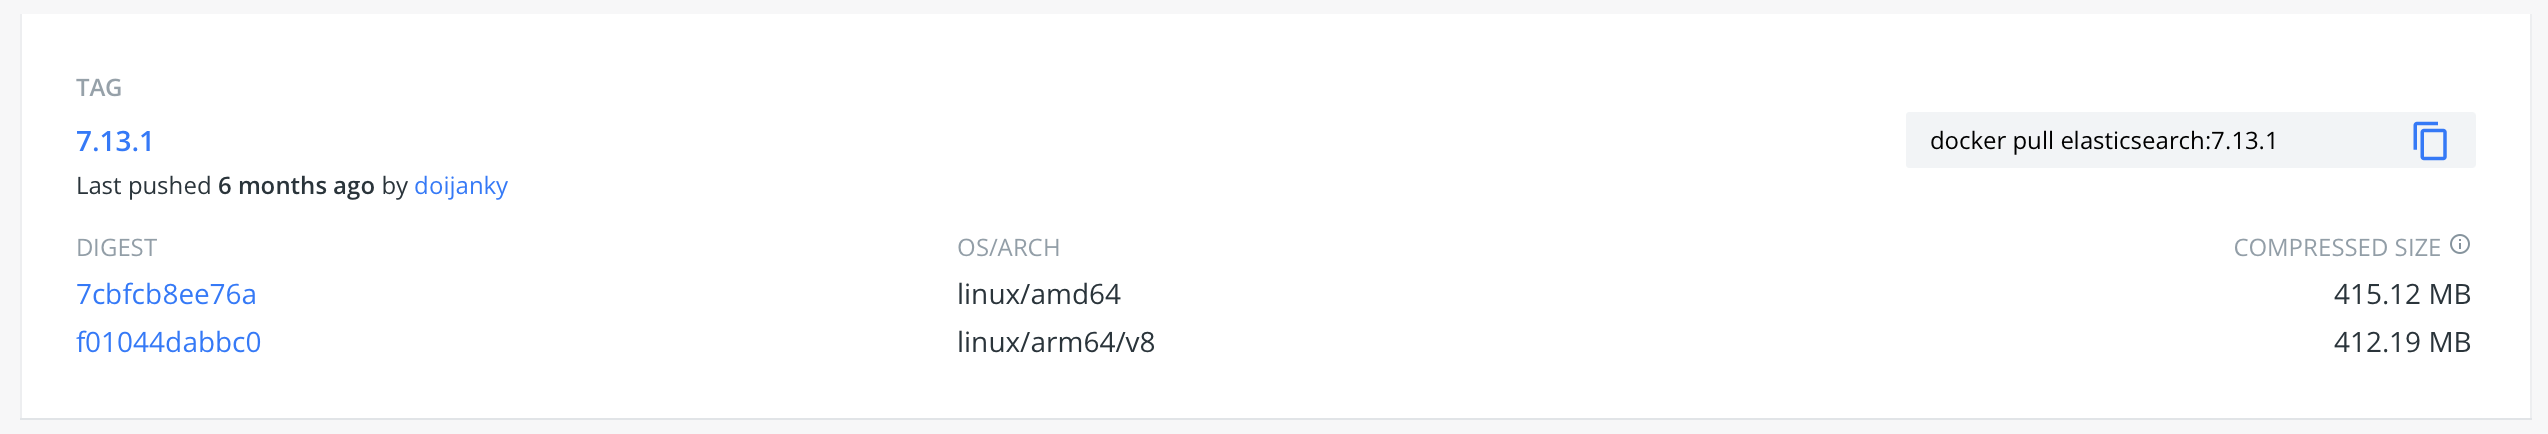 TAG
7.13.1
docker pull elasticsearch:7.13.1
Last pushed 6 months ago by doijanky
DIGEST OS/ARCH COMPRESSED SIZE
7cbfcb8ee76a linux/amd64 415.12 MB
f01044dabbc0 linux/arm64/v8 412.19 MB